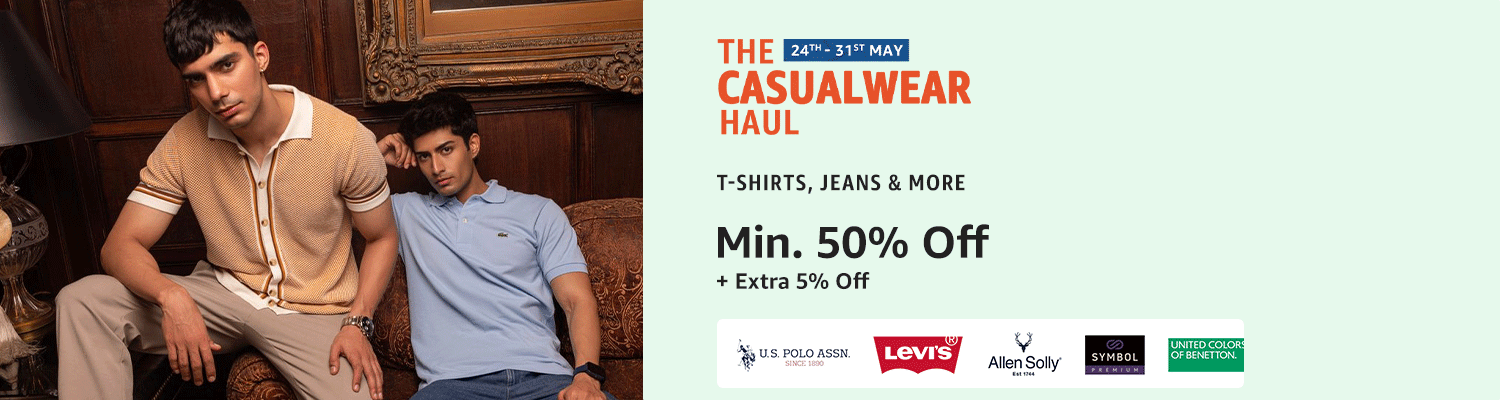 THE 24TH - 31ST MAY
CASUALWEAR
HAUL
T-SHIRTS, JEANS & MORE
Min. 50% Off
+ Extra 5% Off
U.S. POLO ASSN.
SINCE 1890
LEVI'S®
Allen Solly
Est 1744
SYMBOL
PREMIUM
UNITED COLORS
OF BENETTON.